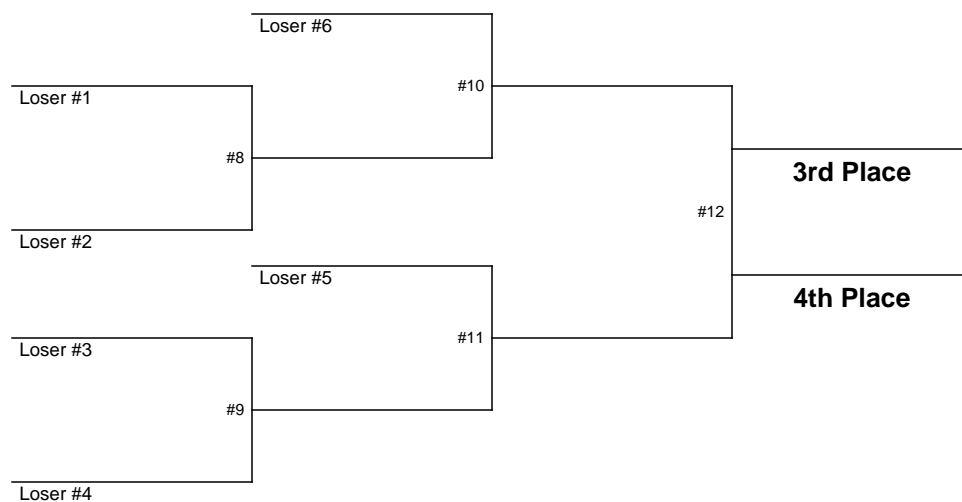 Loser #6
#10
Loser #1
#8
3rd Place
#12
Loser #2
Loser #5
4th Place
#11
Loser #3
#9
Loser #4